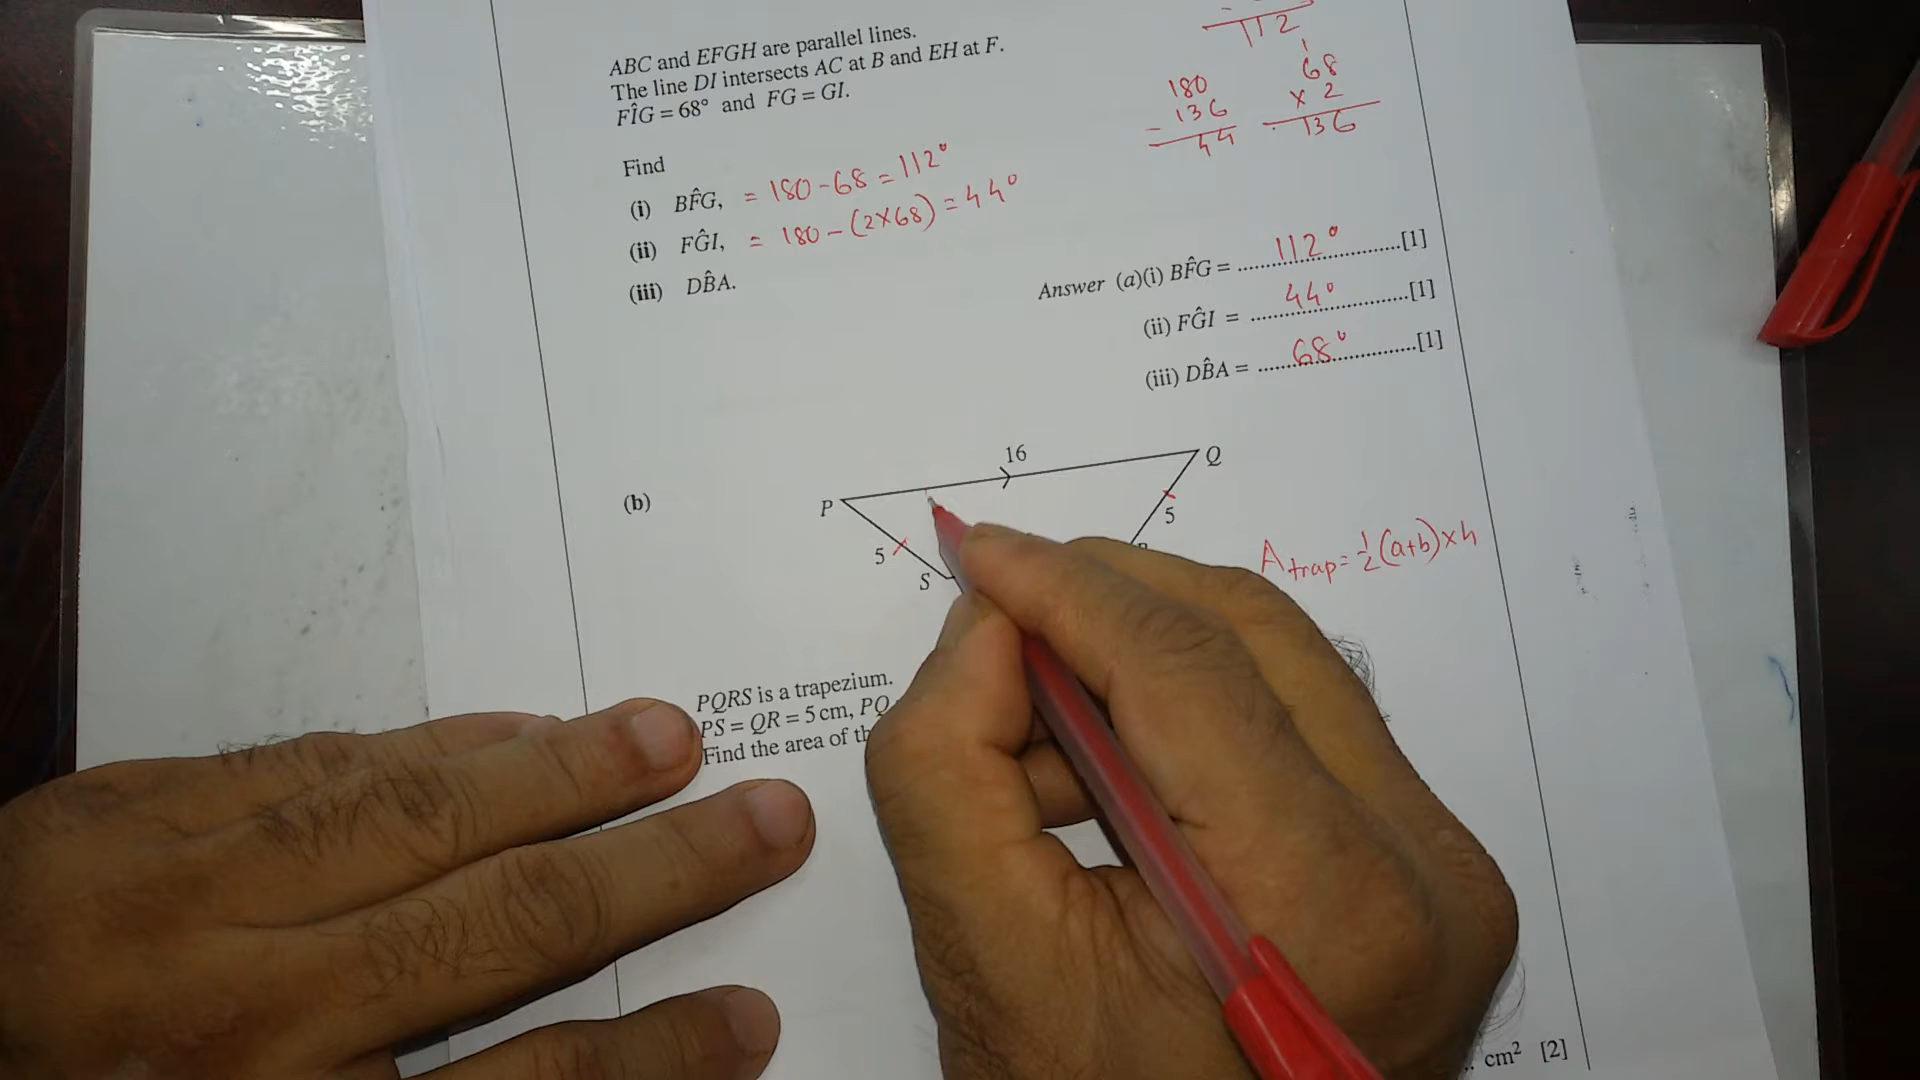 112
ABC and EFGH are parallel lines.
The line DI intersects AC at B and EH at F.
FÎG = 68° and FG = GI.
180
- 136
44
1
68
x 2
136
Find
(i) BF̂G, = 180-68 = 112°
(ii) FĜI, = 180 - (2x68) = 44°
(iii) DB̂A.
Answer (a)(i) BF̂G = 112° [1]
(ii) FĜI = 44° [1]
(iii) DB̂A = 68° [1]
(b)
16
P
Q
5
5
S
A trap = 1/2 (a+b) x h
PQRS is a trapezium.
PS = QR = 5 cm, PQ
Find the area of
cm² [2]